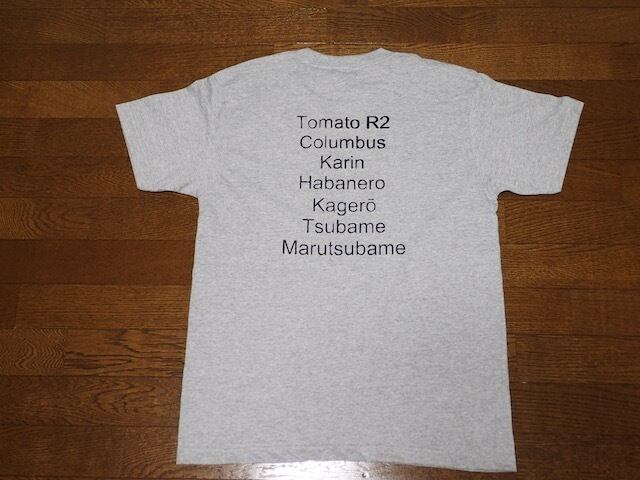 Tomato R2
Columbus
Karin
Habanero
Kagerō
Tsubame
Marutsubame